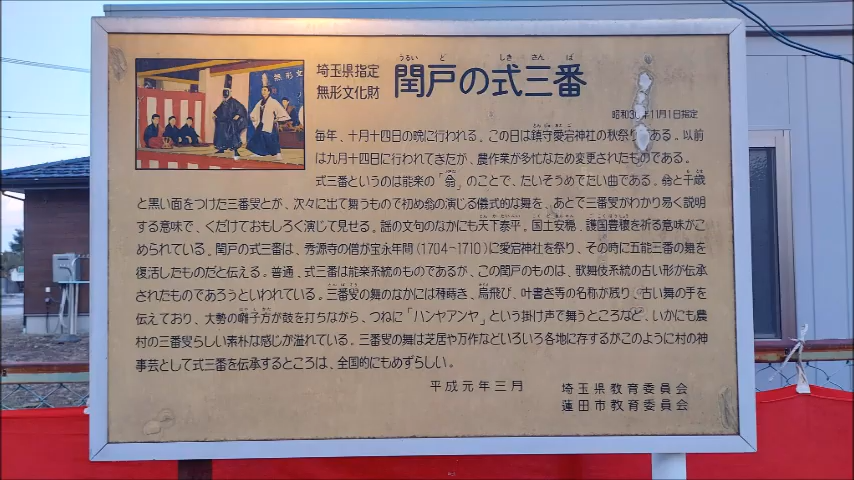 埼玉県指定
無形文化財
閏戸の式三番
うるい ど しき さん ば
昭和3年11月1日指定
毎年、十月十四日の晩に行われる。この日は鎮守愛宕神社の秋祭りである。以前
は九月十四日に行われてきたが、農作業が多忙なため変更されたものである。
式三番というのは能楽の「翁」のことで、たいそうめでたい曲である。翁と千歳
と黒い面をつけた三番叟とが、次々に出て舞うもので初め翁の演じる儀式的な舞を、あとで三番叟がわかり易く説明
する意味で、くだけておもしろく演じて見せる。謡の文句のなかにも天下泰平、国土安穏、護国豊穣を祈る意味がこ
められている。閏戸の式三番は、秀源寺の僧が宝永年間(1704~1710)に愛宕神社を祭り、その時に五能三番の舞を
復活したものだと伝える。普通、式三番は能楽系統のものであるが、この閏戸のものは、歌舞伎系統の古い形が伝承
されたものであろうといわれている。三番叟の舞のなかには種蒔き、烏飛び、叶書き等の名称が残り、古い舞の手を
伝えており、大勢の囃子方が鼓を打ちながら、つねに「ハンヤアンヤ」という掛け声で舞うところなど、いかにも農
村の三番叟らしい素朴な感じが溢れている。三番叟の舞は芝居や万作などいろいろ各地に存するがこのように村の神
事芸として式三番を伝承するところは、全国的にもめずらしい。
平成元年三月
埼玉県教育委員会
蓮田市教育委員会